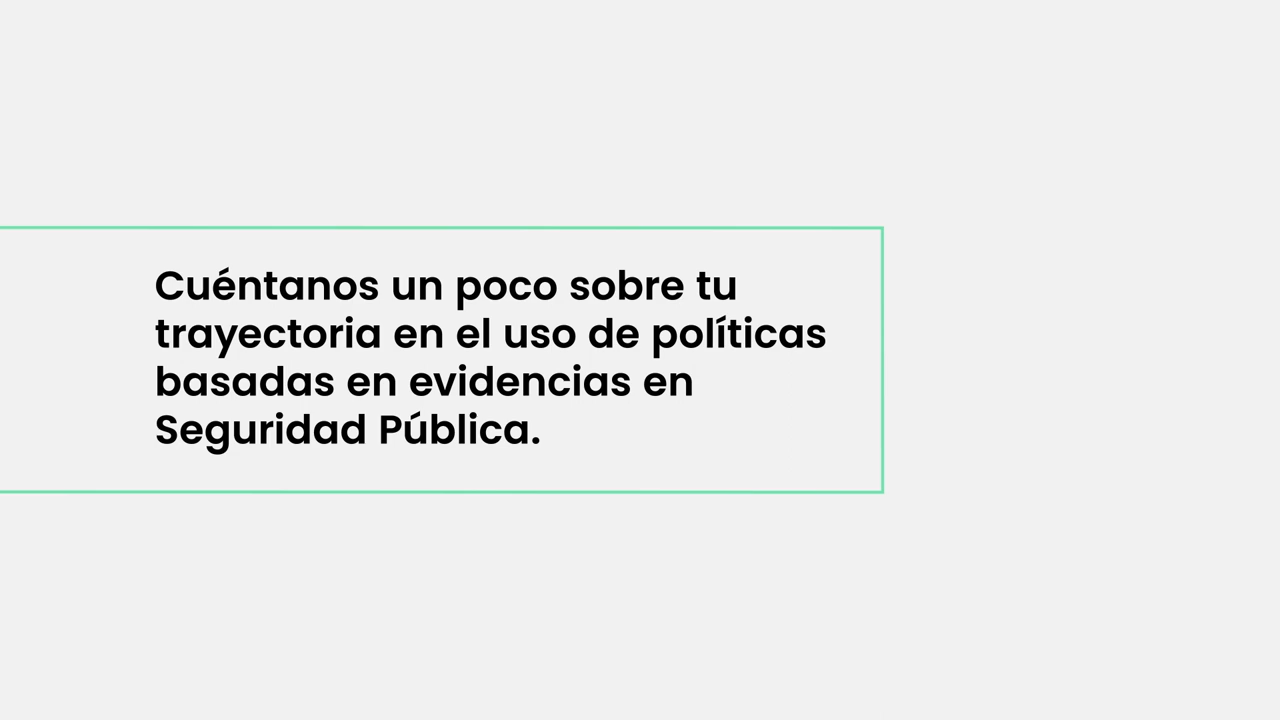 Cuéntanos un poco sobre tu
trayectoria en el uso de políticas
basadas en evidencias en
Seguridad Pública.